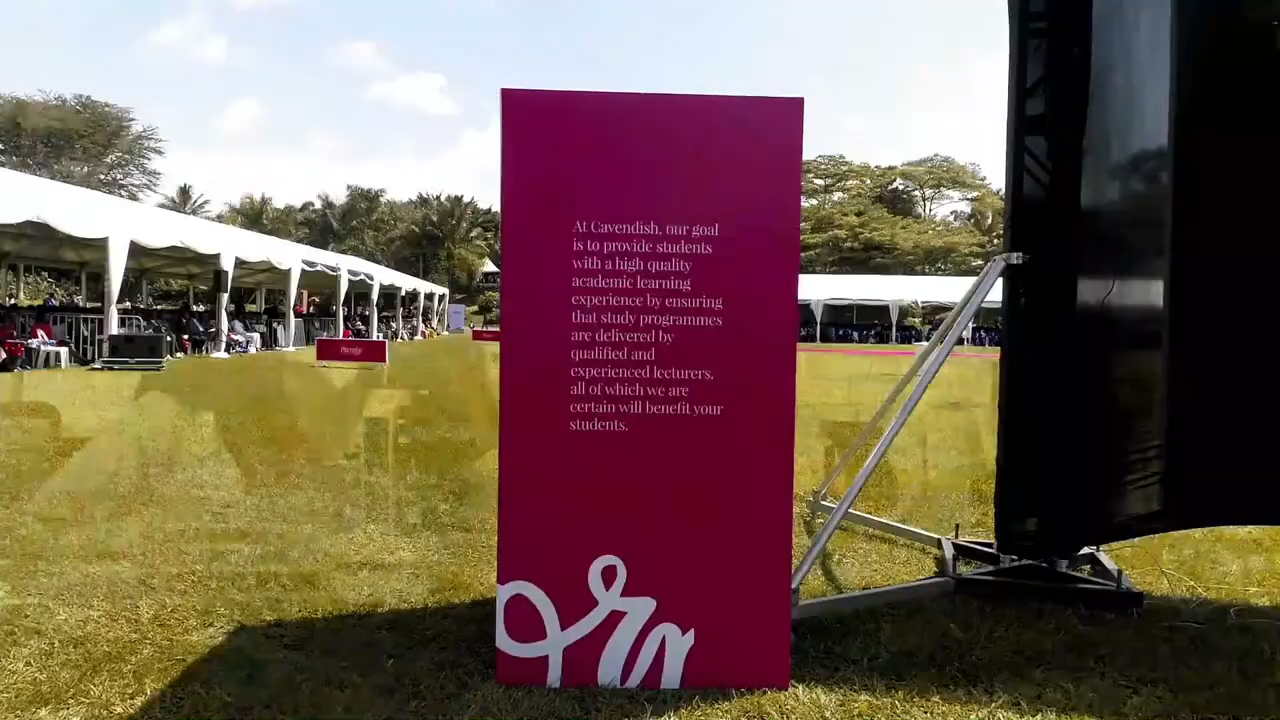 At Cavendish, our goal
is to provide students
with a high quality
academic learning
experience by ensuring
that study programmes
are delivered by
qualified and
experienced lecturers,
all of which we are
certain will benefit your
students.